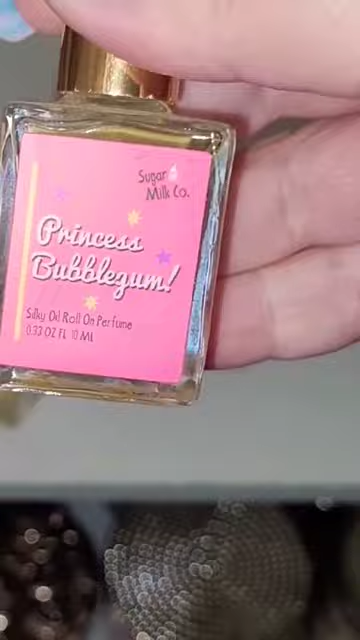 Sugar
Milk Co.
Princess
Bubblegum!
Silky Oil Roll On Perfume
0.33 OZ FL 10 ML